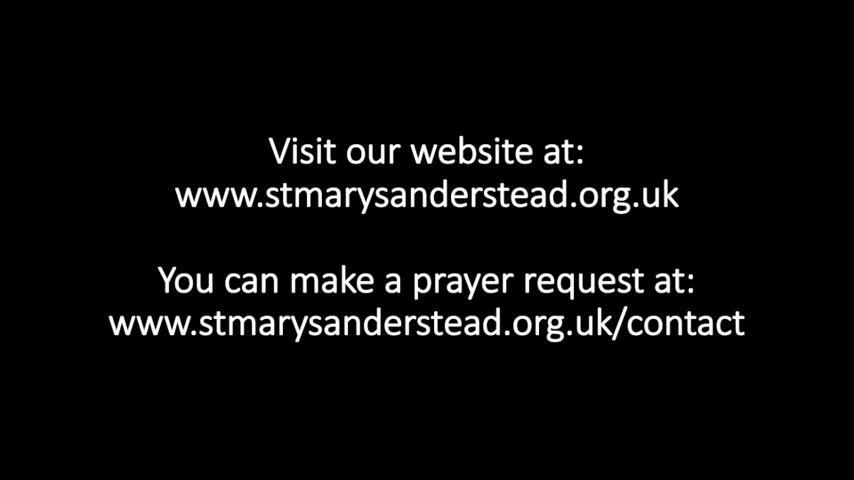 Visit our website at:
www.stmarysanderstead.org.uk
You can make a prayer request at:
www.stmarysanderstead.org.uk/contact